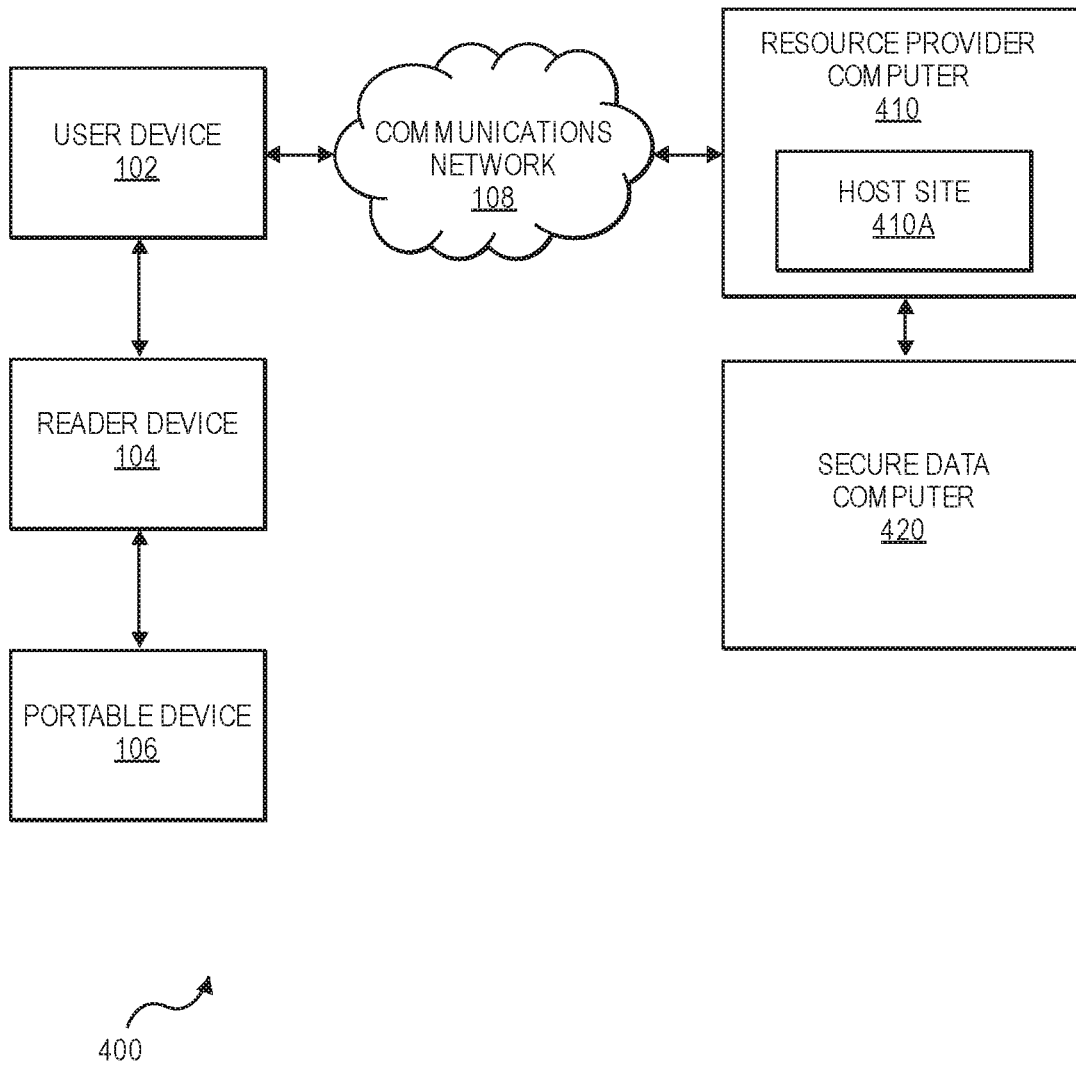 USER DEVICE
102
COMMUNICATIONS
NETWORK
108
RESOURCE PROVIDER
COMPUTER
410
HOST SITE
410A
READER DEVICE
104
SECURE DATA
COMPUTER
420
PORTABLE DEVICE
106
400